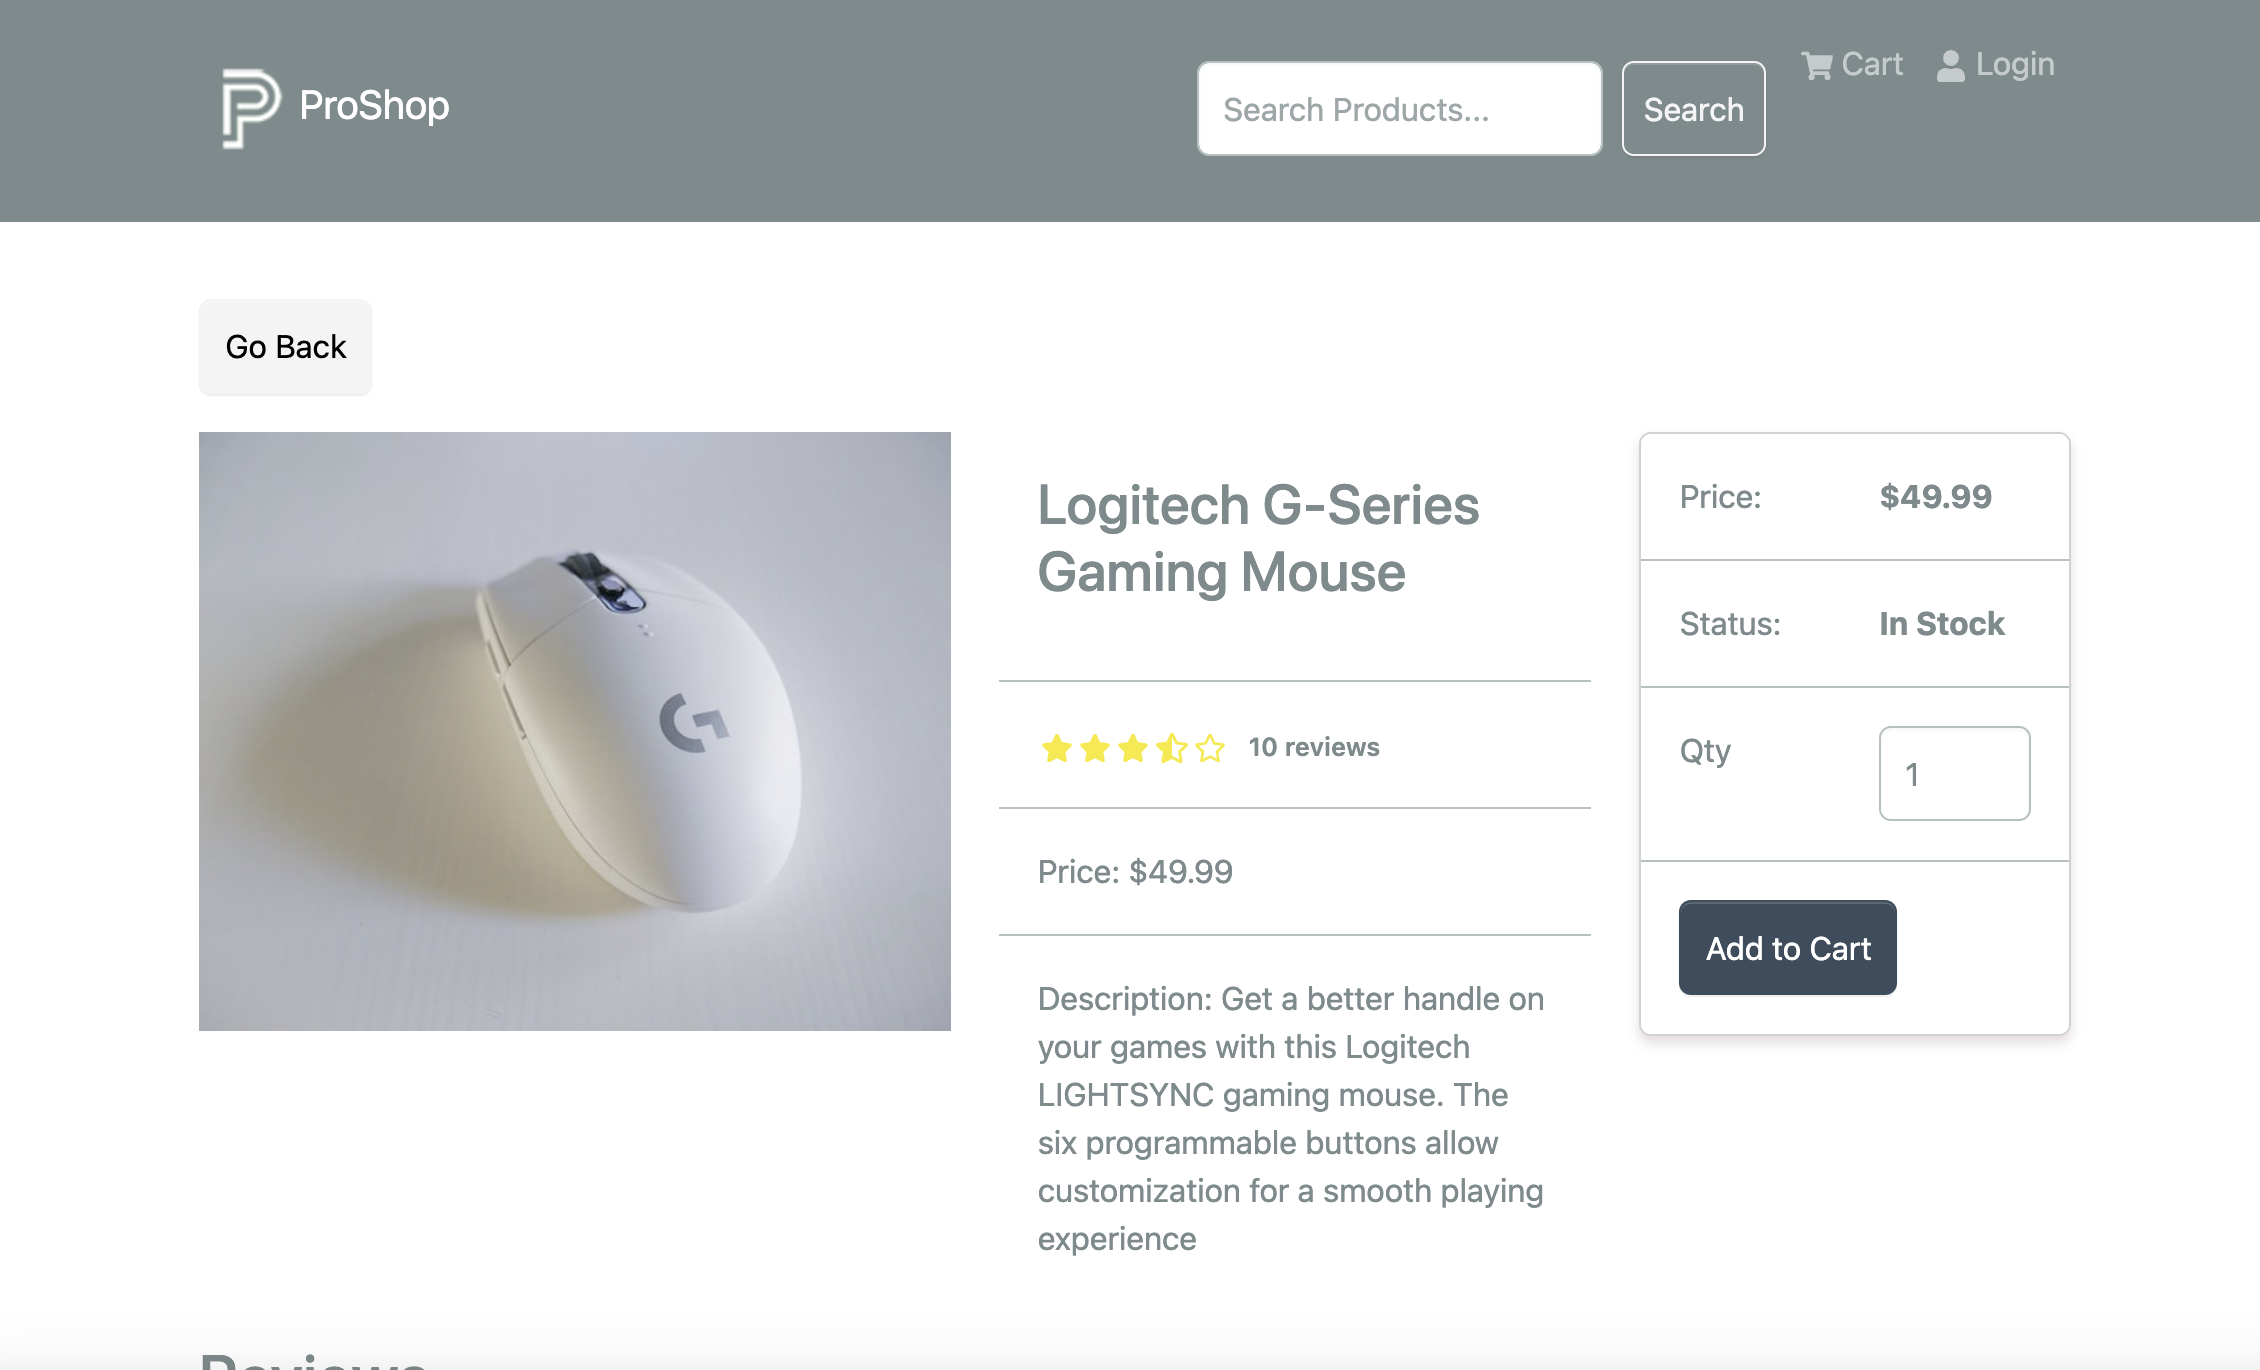 ProShop
Search Products...
Search
Cart
Login
Go Back
Logitech G-Series
Gaming Mouse
10 reviews
Price: $49.99
Description: Get a better handle on
your games with this Logitech
LIGHTSYNC gaming mouse. The
six programmable buttons allow
customization for a smooth playing
experience
Price: $49.99
Status: In Stock
Qty 1
Add to Cart
G
Reviews